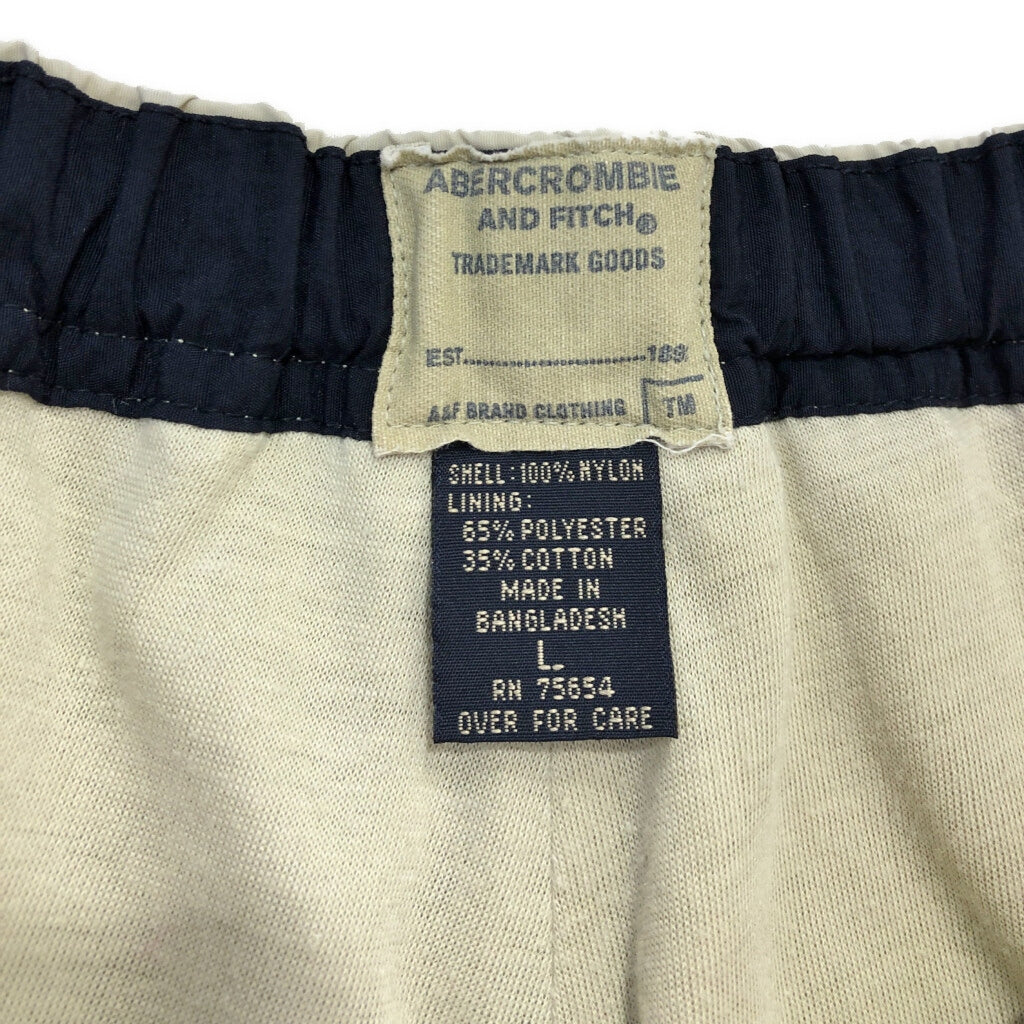 ABERCROMBIE
AND FITCH®
TRADEMARK GOODS
EST..............................189
A&F BRAND CLOTHING TM
SHELL: 100% NYLON
LINING:
65% POLYESTER
35% COTTON
MADE IN
BANGLADESH
L
RN 75654
OVER FOR CARE